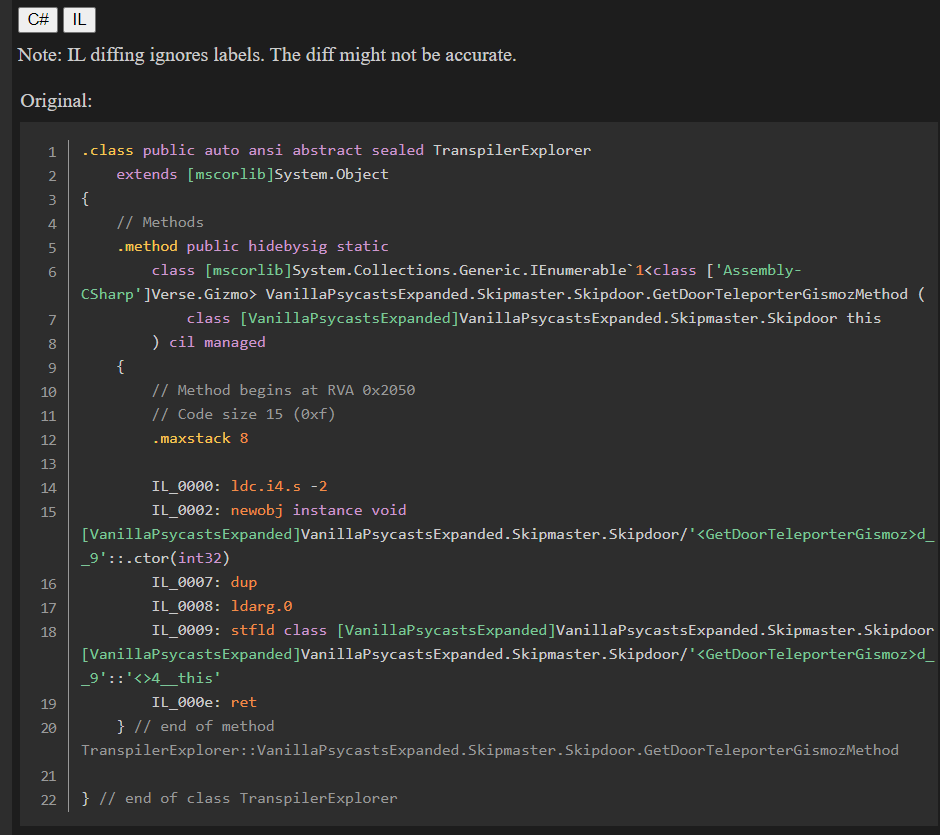 C# IL
Note: IL diffing ignores labels. The diff might not be accurate.
Original:
1 .class public auto ansi abstract sealed TranspilerExplorer
2     extends [mscorlib]System.Object
3 {
4     // Methods
5     .method public hidebysig static
6         class [mscorlib]System.Collections.Generic.IEnumerable`1<class ['Assembly-
CSharp']Verse.Gizmo> VanillaPsycastsExpanded.Skipmaster.Skipdoor.GetDoorTeleporterGismozMethod (
7             class [VanillaPsycastsExpanded]VanillaPsycastsExpanded.Skipmaster.Skipdoor this
8         ) cil managed
9     {
10         // Method begins at RVA 0x2050
11         // Code size 15 (0xf)
12         .maxstack 8
13
14         IL_0000: ldc.i4.s -2
15         IL_0002: newobj instance void
[VanillaPsycastsExpanded]VanillaPsycastsExpanded.Skipmaster.Skipdoor/'<GetDoorTeleporterGismoz>d_
_9'::.ctor(int32)
16         IL_0007: dup
17         IL_0008: ldarg.0
18         IL_0009: stfld class [VanillaPsycastsExpanded]VanillaPsycastsExpanded.Skipmaster.Skipdoor
[VanillaPsycastsExpanded]VanillaPsycastsExpanded.Skipmaster.Skipdoor/'<GetDoorTeleporterGismoz>d_
_9'::'<>4__this'
19         IL_000e: ret
20     } // end of method
TranspilerExplorer::VanillaPsycastsExpanded.Skipmaster.Skipdoor.GetDoorTeleporterGismozMethod
21
22 } // end of class TranspilerExplorer